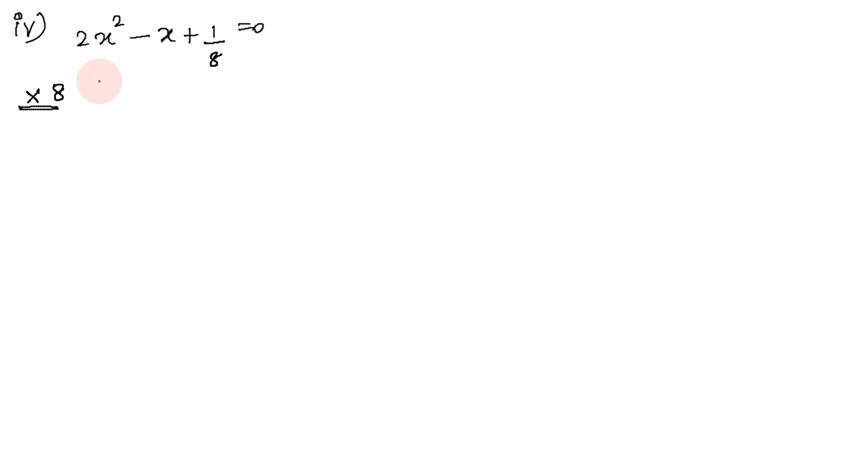 iv) 2x² - x + 1/8 = 0
× 8